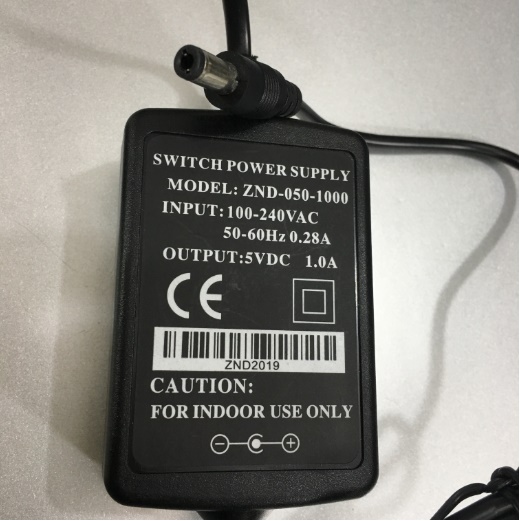 SWITCH POWER SUPPLY
MODEL: ZND-050-1000
INPUT:100-240VAC
50-60Hz 0.28A
OUTPUT:5VDC 1.0A
CE
ZND2019
CAUTION:
FOR INDOOR USE ONLY